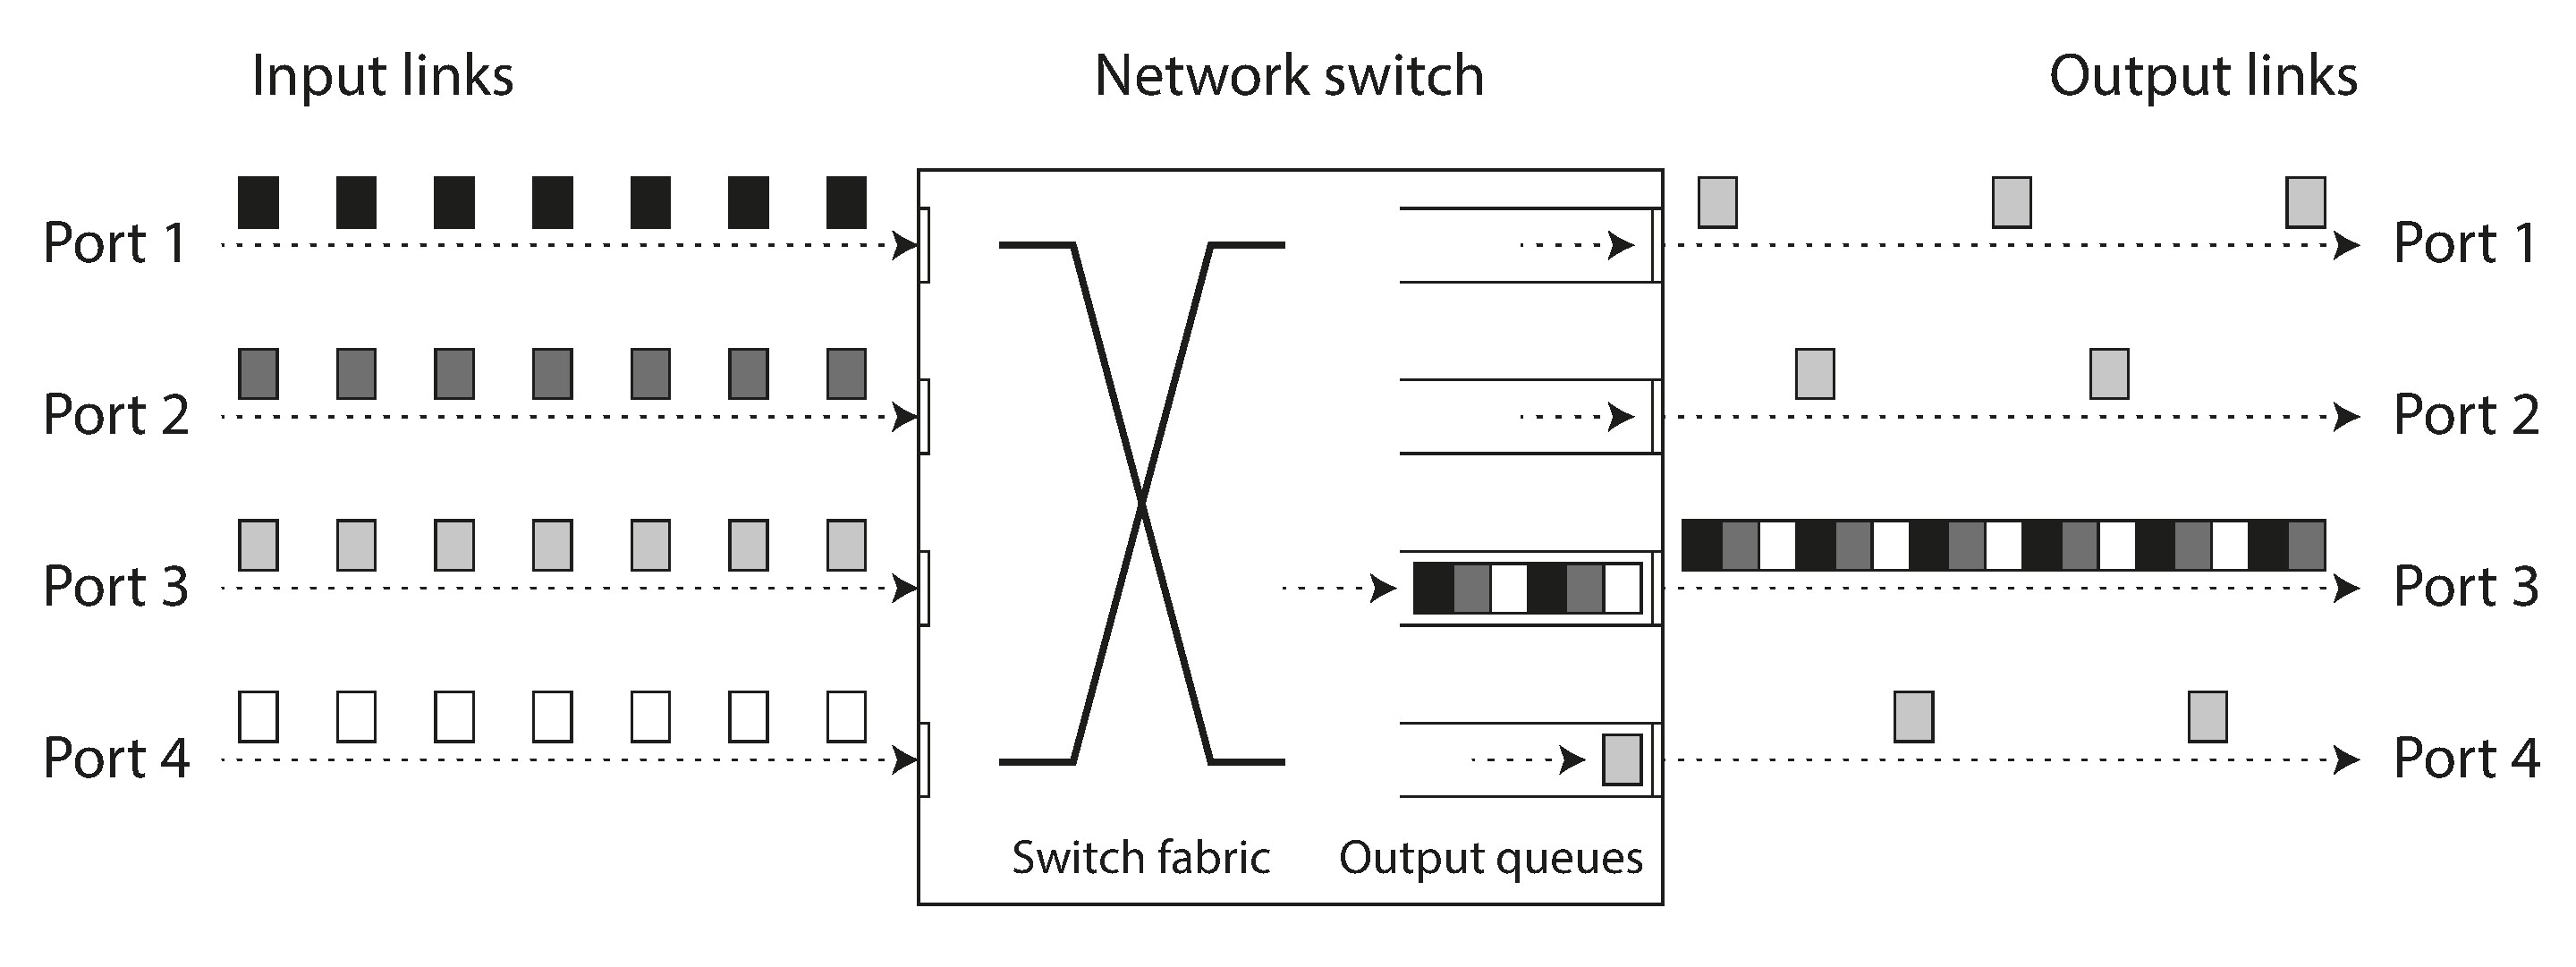 Input links
Network switch
Output links
Port 1
Port 1
Port 2
Port 2
Port 3
Port 3
Port 4
Port 4
Switch fabric
Output queues